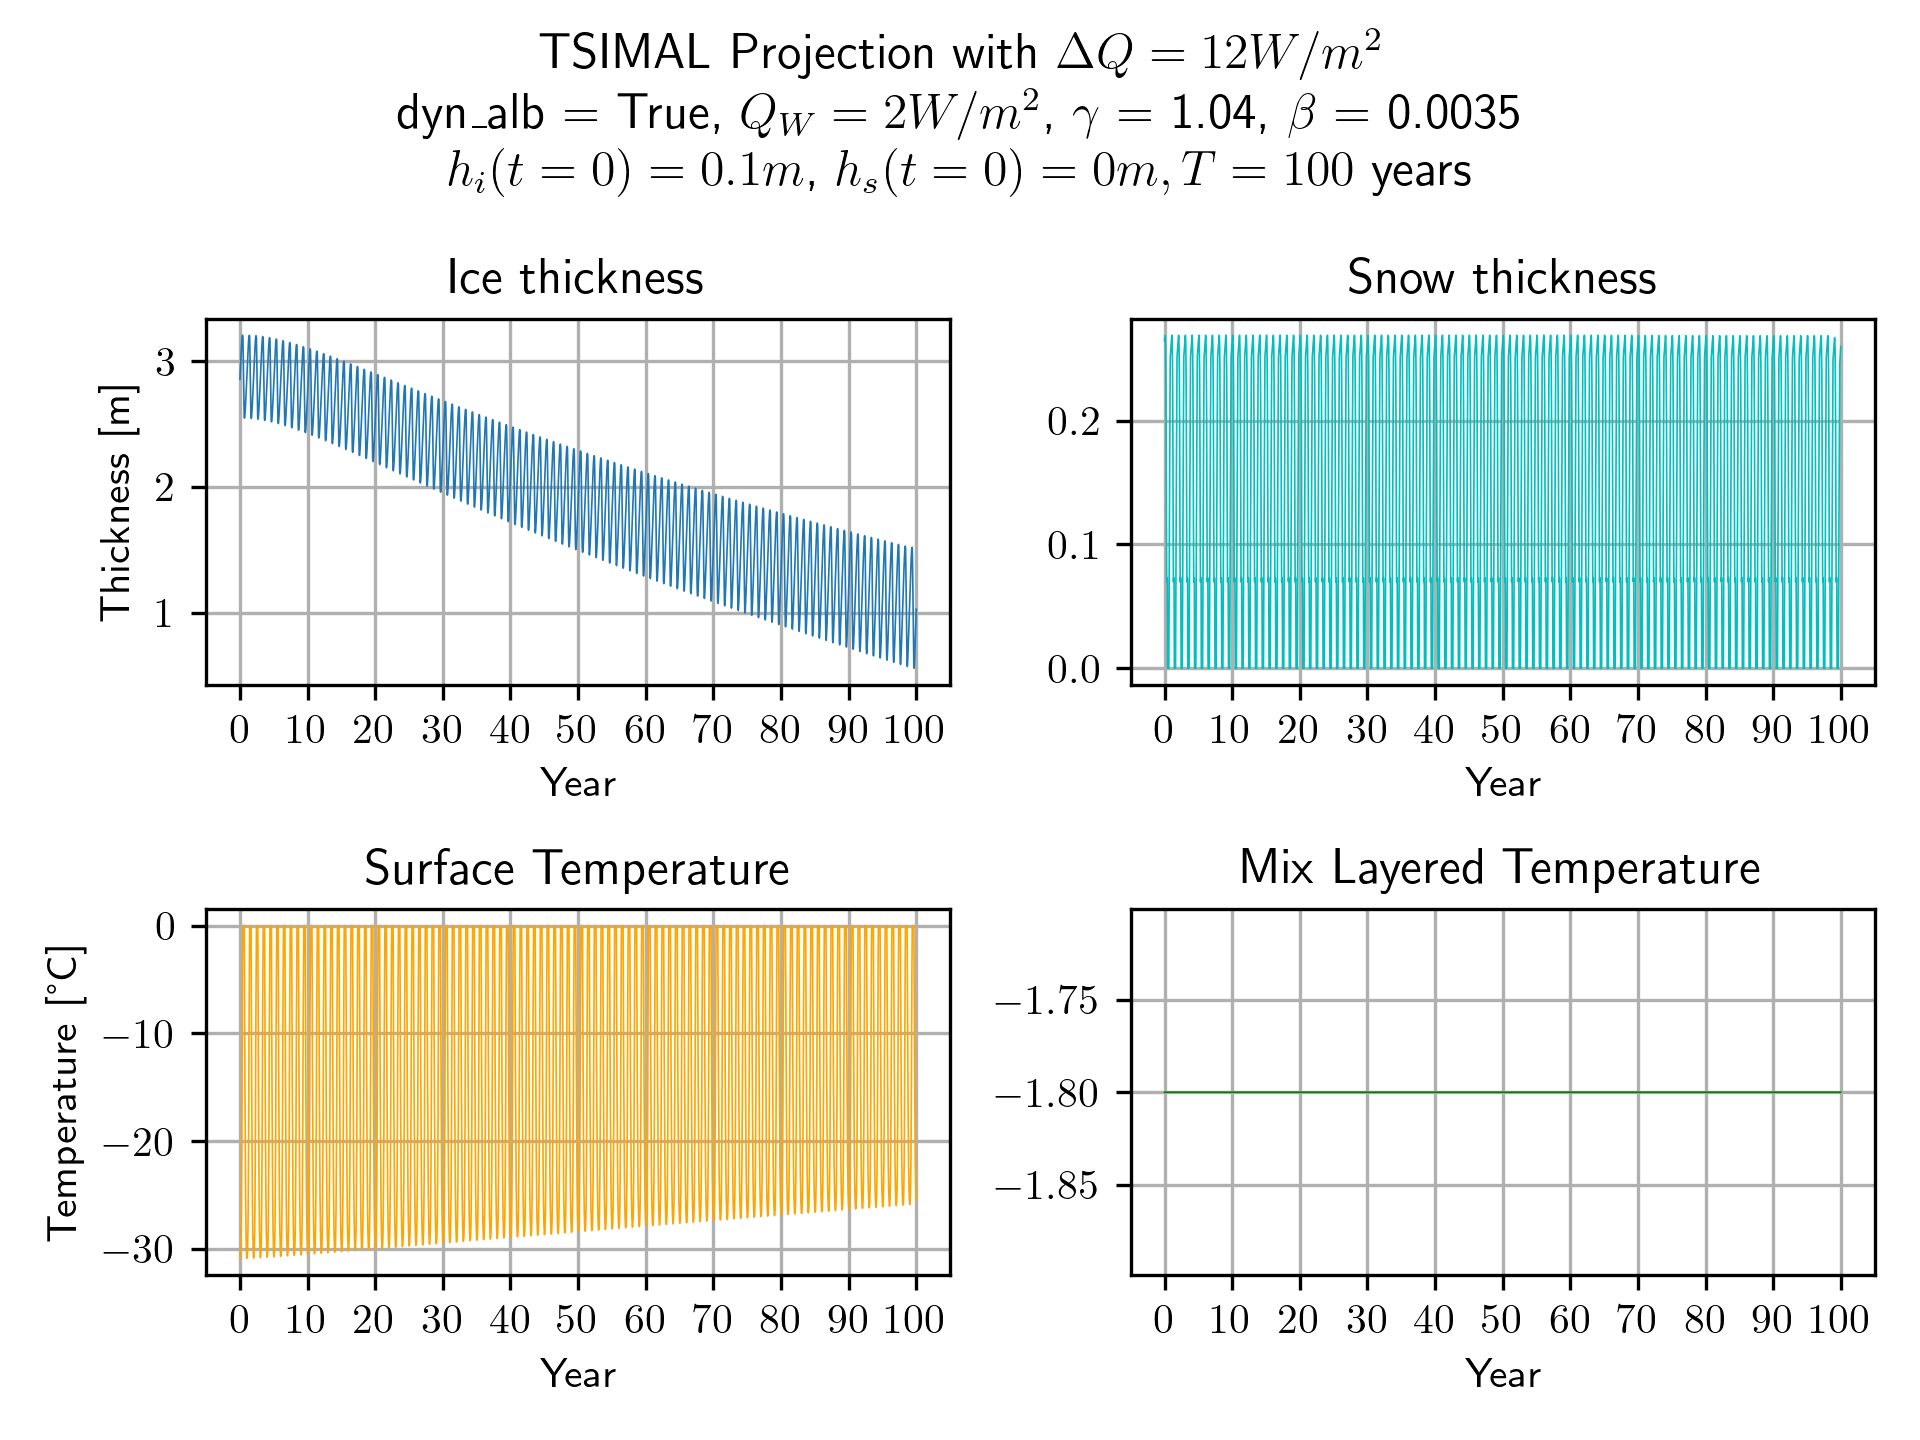 TSIMAL Projection with ΔQ = 12W/m²
dyn_alb = True, Q_W = 2W/m², γ = 1.04, β = 0.0035
h_i(t = 0) = 0.1m, h_s(t = 0) = 0m, T = 100 years
Ice thickness
Thickness [m]
3
2
1
0 10 20 30 40 50 60 70 80 90 100
Year
Snow thickness
0.2
0.1
0.0
0 10 20 30 40 50 60 70 80 90 100
Year
Surface Temperature
Temperature [°C]
0
−10
−20
−30
0 10 20 30 40 50 60 70 80 90 100
Year
Mix Layered Temperature
−1.75
−1.80
−1.85
0 10 20 30 40 50 60 70 80 90 100
Year